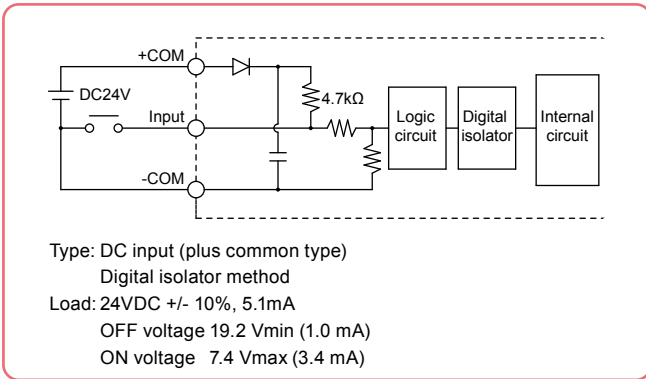 +COM
DC24V
4.7kΩ
Input
Logic
circuit
Digital
isolator
Internal
circuit
-COM
Type: DC input (plus common type)
Digital isolator method
Load: 24VDC +/- 10%, 5.1mA
OFF voltage 19.2 Vmin (1.0 mA)
ON voltage 7.4 Vmax (3.4 mA)